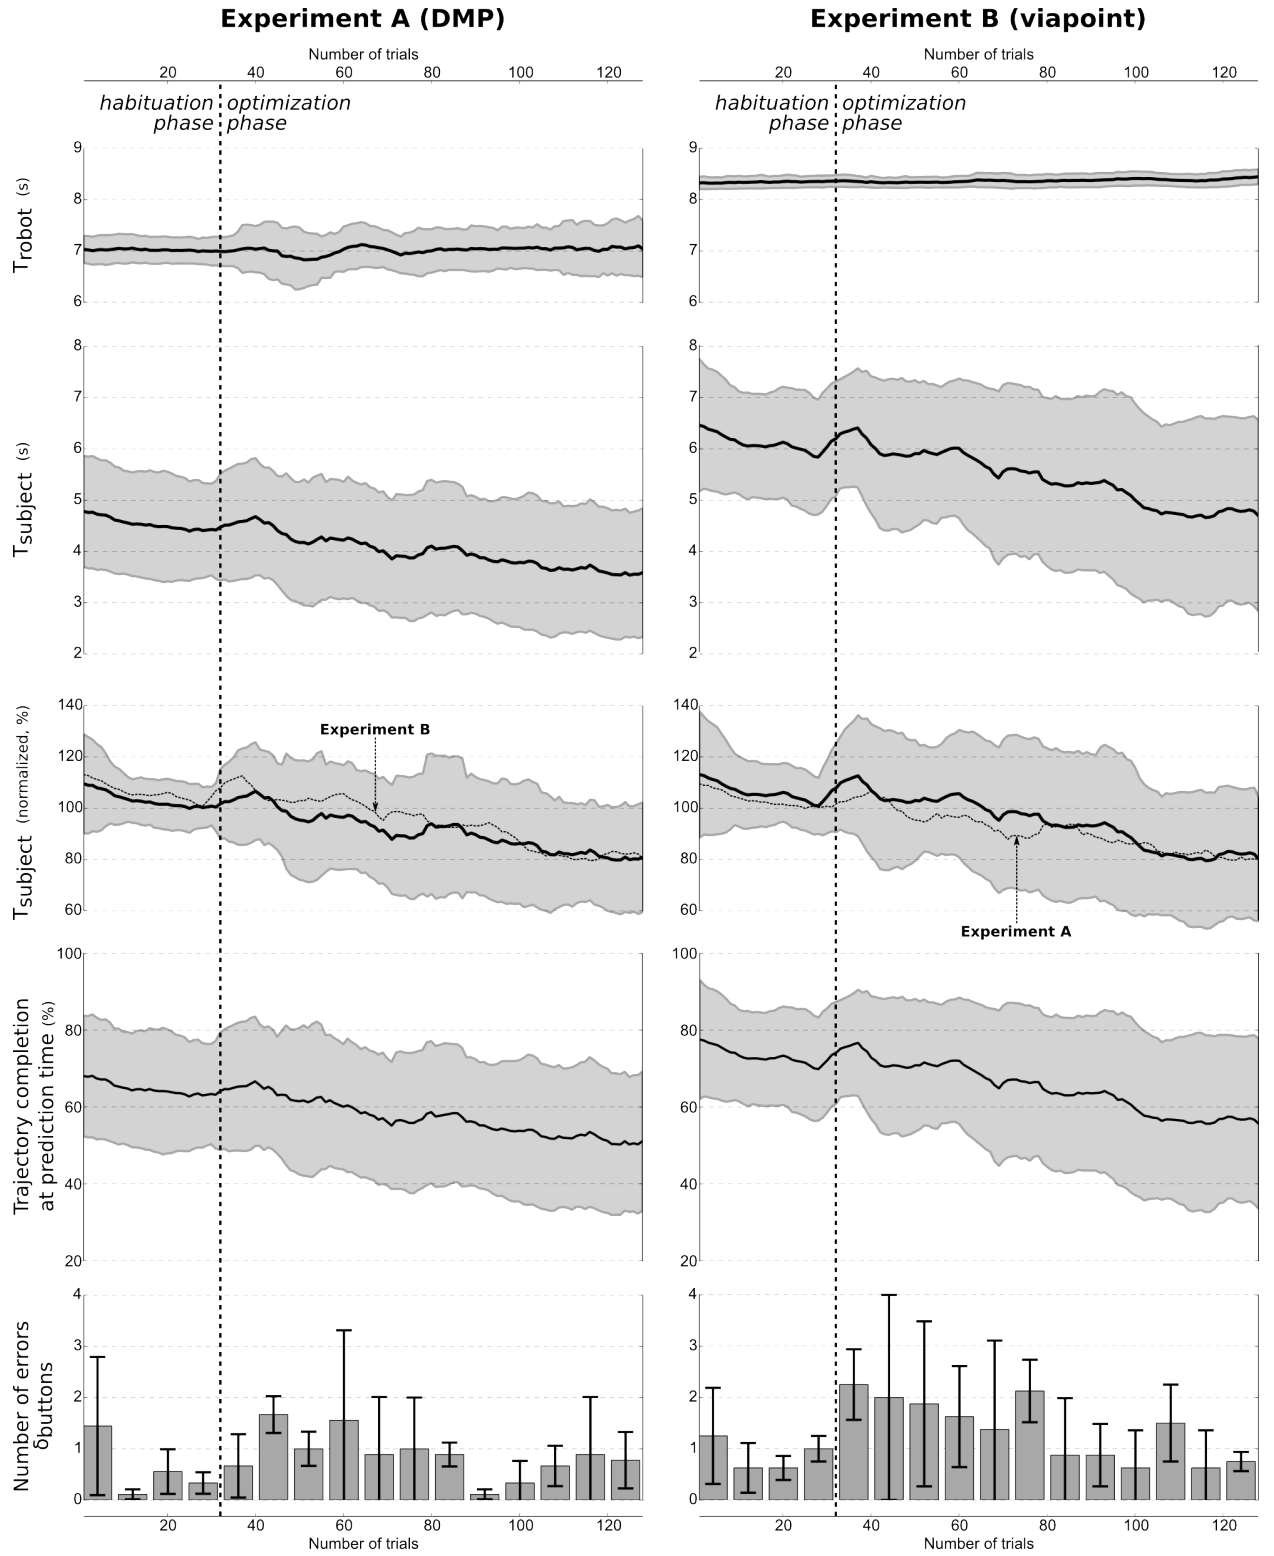 Experiment A (DMP)
Experiment B (viapoint)
Number of trials
Number of trials
20 40 60 80 100 120
20 40 60 80 100 120
habituation phase
optimization phase
habituation phase
optimization phase
Trobot (s)
9
8
7
6
9
8
7
6
Tsubject (s)
8
7
6
5
4
3
2
8
7
6
5
4
3
2
Tsubject (normalized, %)
140
120
100
80
60
Experiment B
140
120
100
80
60
Experiment A
Trajectory completion
at prediction time (%)
100
80
60
40
20
100
80
60
40
20
Number of errors
δbuttons
4
3
2
1
0
4
3
2
1
0
20 40 60 80 100 120
20 40 60 80 100 120
Number of trials
Number of trials